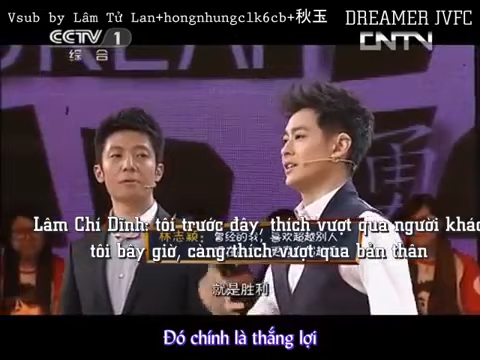 Vsub by Lâm Tử Lan+hongnhungclk6cb+秋玉
DREAMER JVFC
CCTV 1
综合
CNTV
勇
Lâm Chí Dĩnh: tôi trước đây, thích vượt qua người khác
林志颖：曾经的我，喜欢超越别人
tôi bây giờ, càng thích vượt qua bản thân
就是胜利
Đó chính là thắng lợi